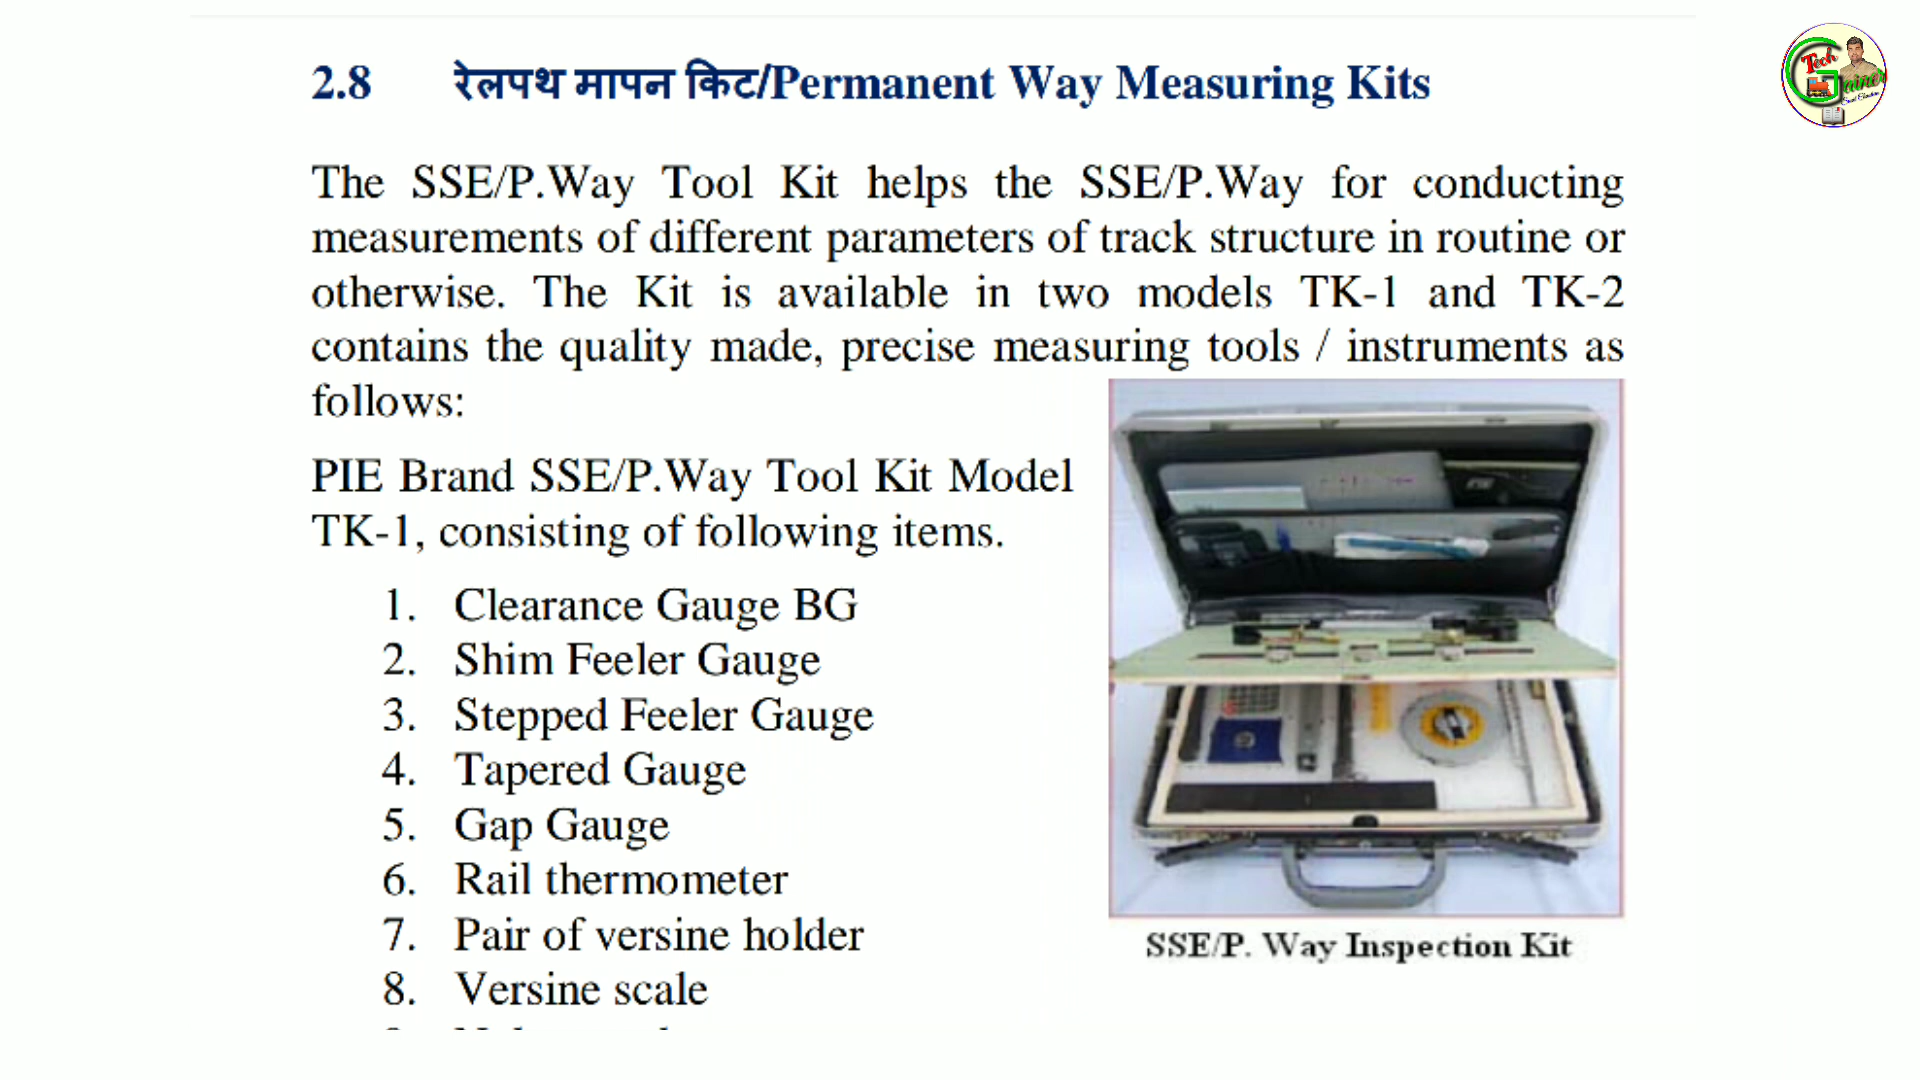 2.8 रेलपथ मापन किट/Permanent Way Measuring Kits
The SSE/P.Way Tool Kit helps the SSE/P.Way for conducting
measurements of different parameters of track structure in routine or
otherwise. The Kit is available in two models TK-1 and TK-2
contains the quality made, precise measuring tools / instruments as
follows:
PIE Brand SSE/P.Way Tool Kit Model
TK-1, consisting of following items.
1. Clearance Gauge BG
2. Shim Feeler Gauge
3. Stepped Feeler Gauge
4. Tapered Gauge
5. Gap Gauge
6. Rail thermometer
7. Pair of versine holder
8. Versine scale
SSE/P. Way Inspection Kit
Tech
Gainer